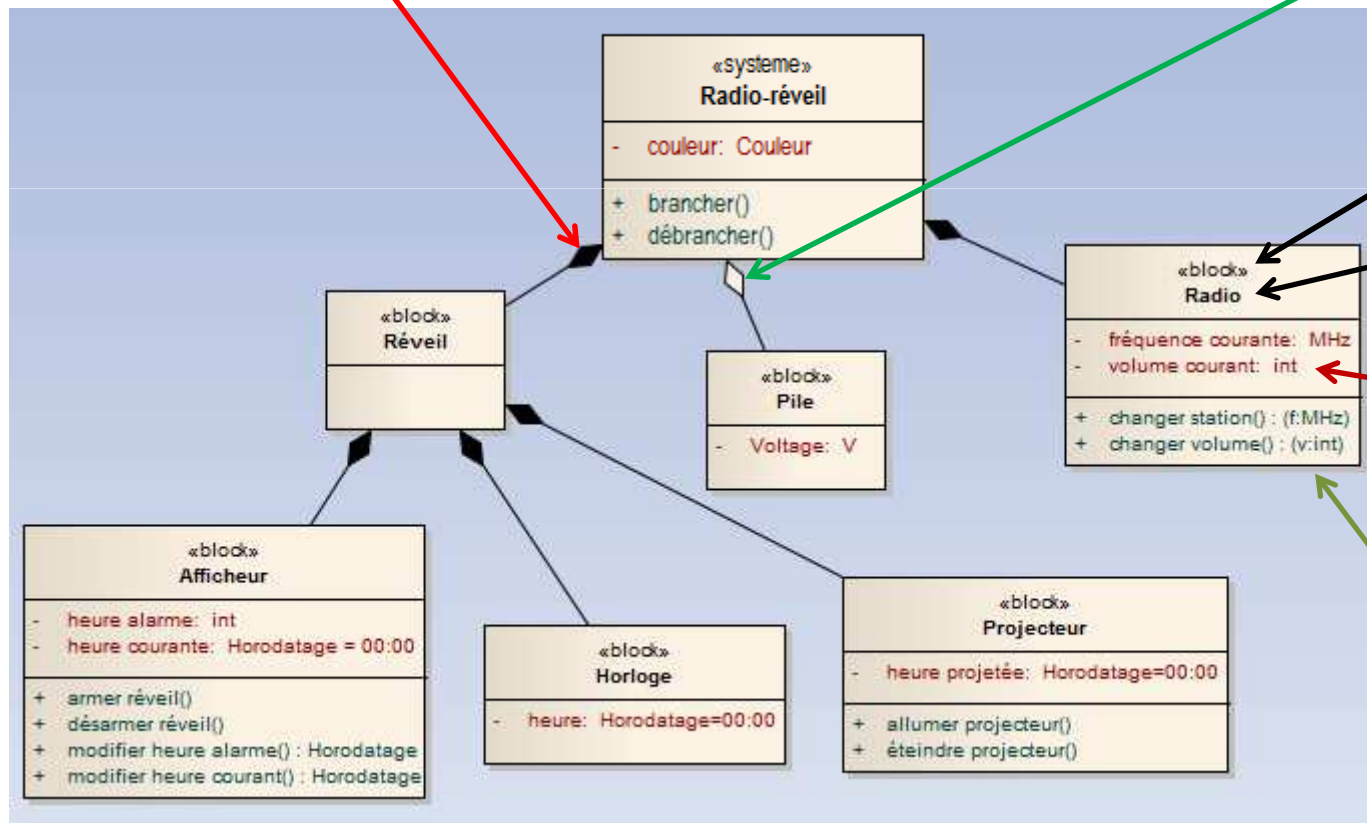 «systeme»
Radio-réveil
- couleur: Couleur
+ brancher()
+ débrancher()
«block»
Réveil
«block»
Pile
- Voltage: V
«block»
Radio
- fréquence courante: MHz
- volume courant: int
+ changer station() : (f:MHz)
+ changer volume() : (v:int)
«block»
Afficheur
- heure alarme: int
- heure courante: Horodatage = 00:00
+ armer réveil()
+ désarmer réveil()
+ modifier heure alarme() : Horodatage
+ modifier heure courant() : Horodatage
«block»
Horloge
- heure: Horodatage=00:00
«block»
Projecteur
- heure projetée: Horodatage=00:00
+ allumer projecteur()
+ éteindre projecteur()